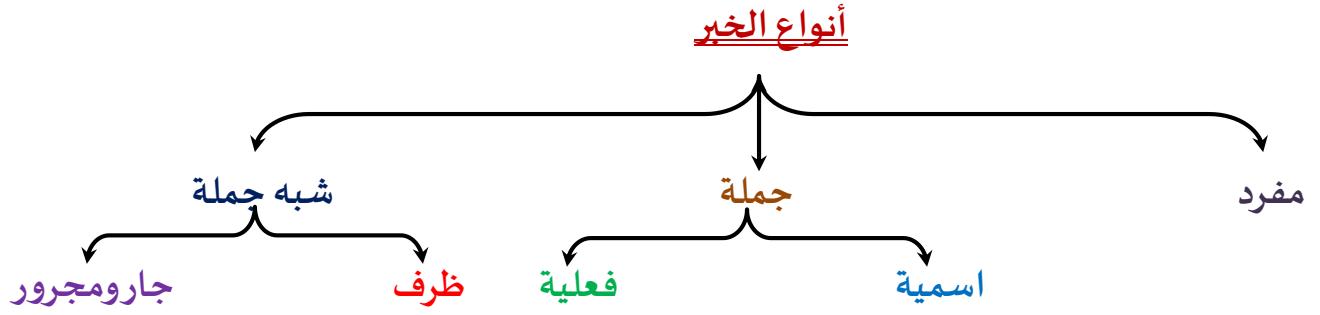 أنواع الخبر
مفرد جملة شبه جملة
اسمية فعلية ظرف جارومجرور